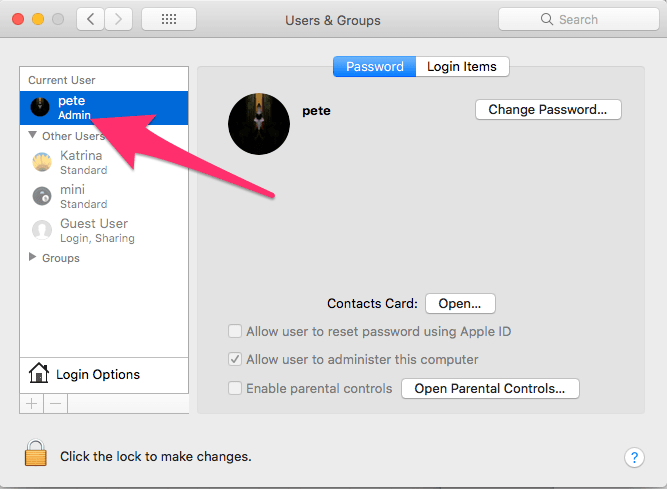 Users & Groups
Search
Current User
pete
Admin
Other Users
Katrina
Standard
mini
Standard
Guest User
Login, Sharing
Groups
Login Options
Password
Login Items
pete
Change Password...
Contacts Card:
Open...
Allow user to reset password using Apple ID
Allow user to administer this computer
Enable parental controls
Open Parental Controls...
Click the lock to make changes.
?